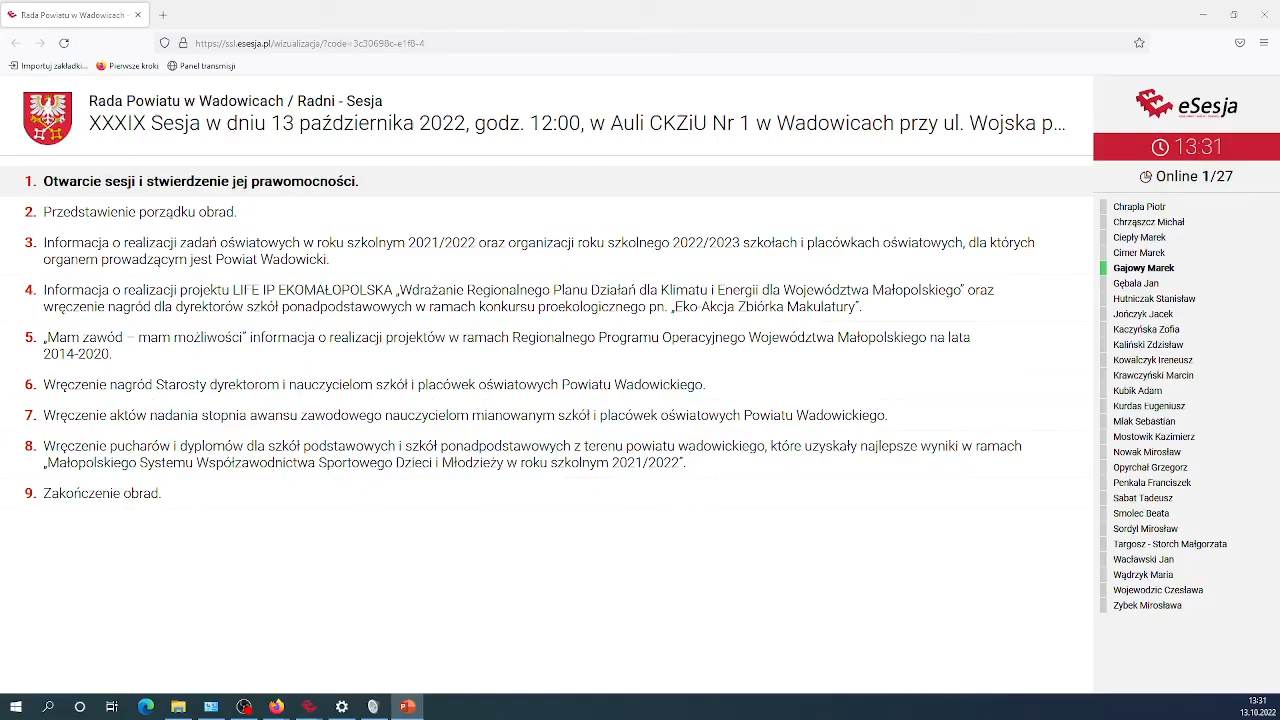 Rada Powiatu w Wadowicach -
https://ssl.esesja.pl/wizualizacja/?code=3c30698c-e1f8-4
Importuj zakładki...
Pierwsze kroki
Panel transmisji
Rada Powiatu w Wadowicach / Radni - Sesja
XXXIX Sesja w dniu 13 października 2022, godz. 12:00, w Auli CKZiU Nr 1 w Wadowicach przy ul. Wojska p...
1. Otwarcie sesji i stwierdzenie jej prawomocności.
2. Przedstawienie porządku obrad.
3. Informacja o realizacji zadań oświatowych w roku szkolnym 2021/2022 oraz organizacji roku szkolnego 2022/2023 szkołach i placówkach oświatowych, dla których
organem prowadzącym jest Powiat Wadowicki.
4. Informacja o realizacji projektu LIFE IP EKOMAŁOPOLSKA „Wdrażanie Regionalnego Planu Działań dla Klimatu i Energii dla Województwa Małopolskiego” oraz
wręczenie nagród dla dyrektorów szkół ponadpodstawowych w ramach konkursu proekologicznego pn. „Eko Akcja Zbiórka Makulatury”.
5. „Mam zawód – mam możliwości” informacja o realizacji projektów w ramach Regionalnego Programu Operacyjnego Województwa Małopolskiego na lata
2014-2020.
6. Wręczenie nagród Starosty dyrektorom i nauczycielom szkół i placówek oświatowych Powiatu Wadowickiego.
7. Wręczenie aktów nadania stopnia awansu zawodowego nauczycielom mianowanym szkół i placówek oświatowych Powiatu Wadowickiego.
8. Wręczenie pucharów i dyplomów dla szkół podstawowych i szkół ponadpodstawowych z terenu powiatu wadowickiego, które uzyskały najlepsze wyniki w ramach
„Małopolskiego Systemu Współzawodnictwa Sportowego Dzieci i Młodzieży w roku szkolnym 2021/2022”.
9. Zakończenie obrad.
eSesja
13:31
Online 1/27
Chrapla Piotr
Chrząszcz Michał
Ciepły Marek
Cimer Marek
Gajowy Marek
Gębala Jan
Hutniczak Stanisław
Jończyk Jacek
Kaczyńska Zofia
Kaliński Zdzisław
Kowalczyk Ireneusz
Krawczyński Marcin
Kubik Adam
Kurdas Eugeniusz
Mlak Sebastian
Mostowik Kazimierz
Nowak Mirosław
Opyrchał Grzegorz
Penkala Franciszek
Sabat Tadeusz
Smolec Beata
Sordyl Mirosław
Targosz - Storch Małgorzata
Wacławski Jan
Wądrzyk Maria
Wojewodzic Czesława
Zybek Mirosława
13:31
13.10.2022